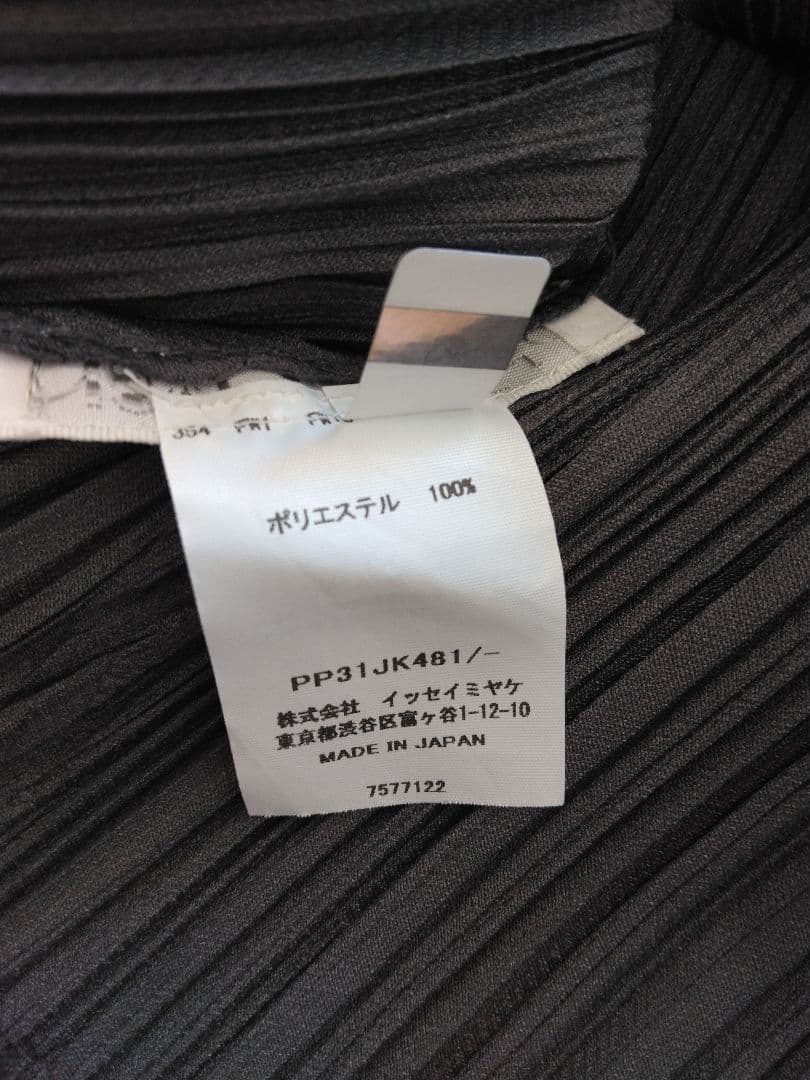 ポリエステル 100%
PP31JK481/-
株式会社 イッセイミヤケ
東京都渋谷区富ヶ谷1-12-10
MADE IN JAPAN
7577122